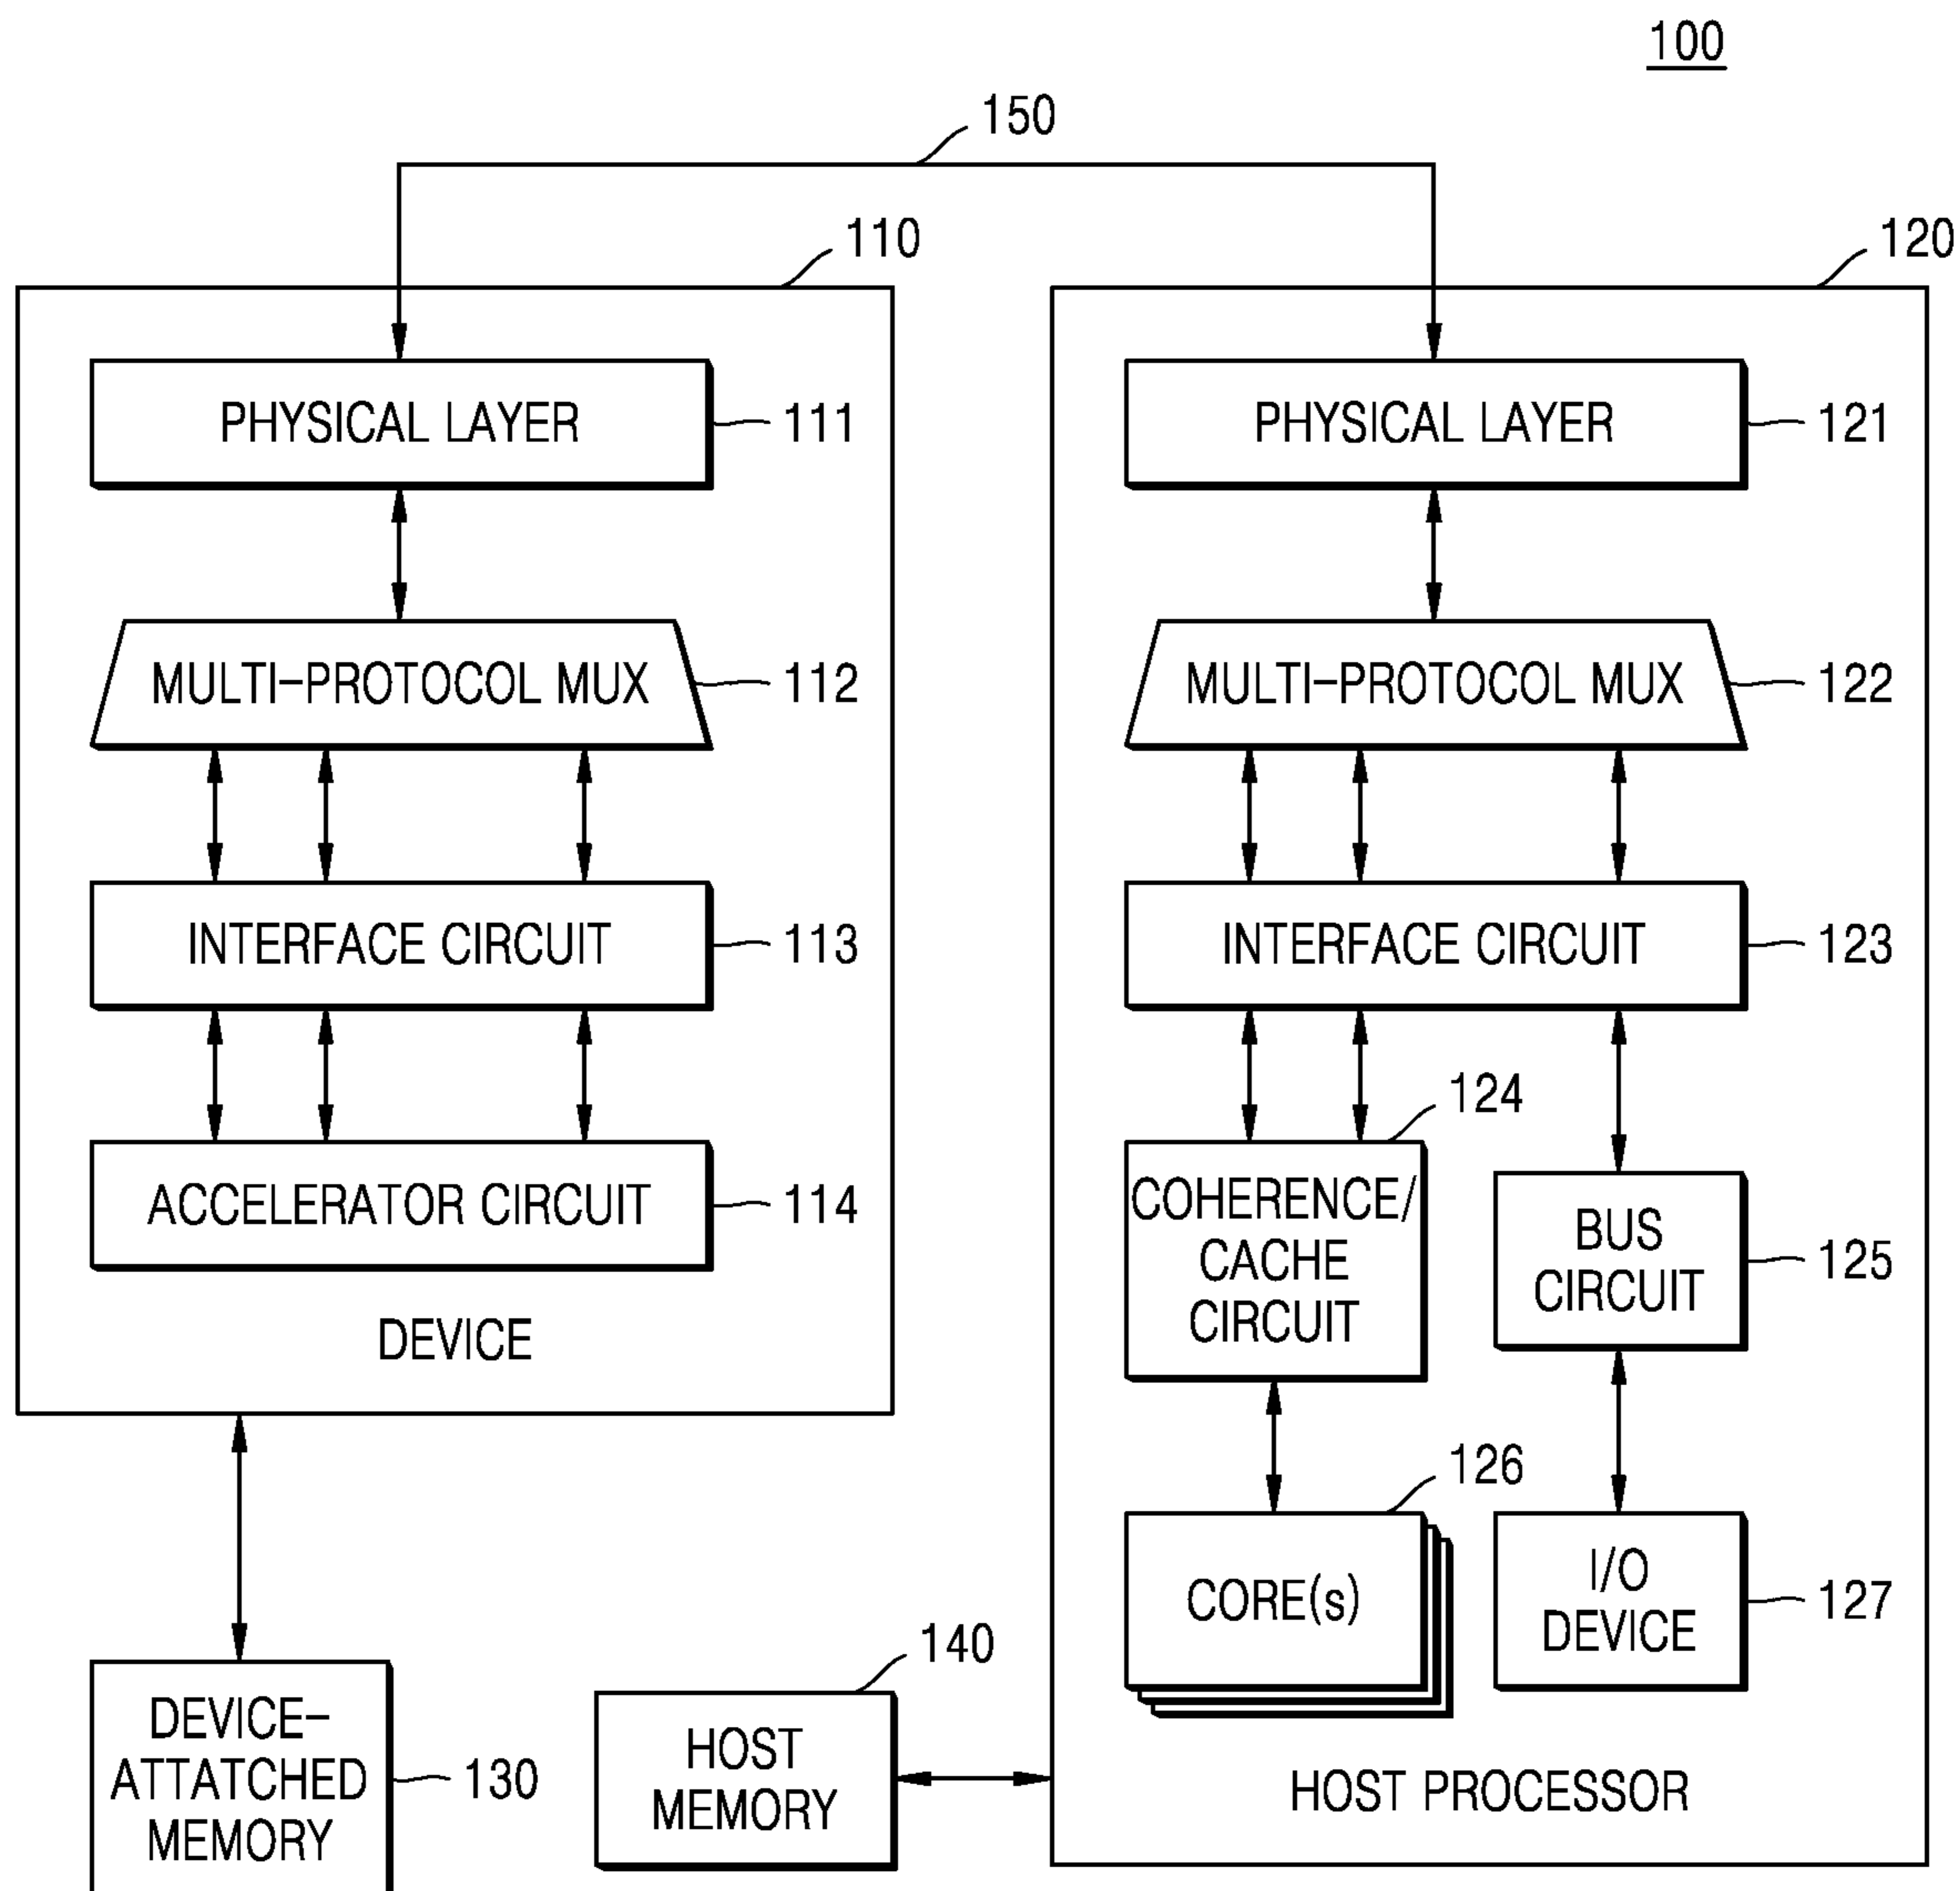 100
150
110
120
PHYSICAL LAYER
111
PHYSICAL LAYER
121
MULTI-PROTOCOL MUX
112
MULTI-PROTOCOL MUX
122
INTERFACE CIRCUIT
113
INTERFACE CIRCUIT
123
124
ACCELERATOR CIRCUIT
114
COHERENCE/
CACHE
CIRCUIT
BUS
CIRCUIT
125
DEVICE
126
CORE(s)
I/O
DEVICE
127
DEVICE-
ATTATCHED
MEMORY
130
140
HOST
MEMORY
HOST PROCESSOR